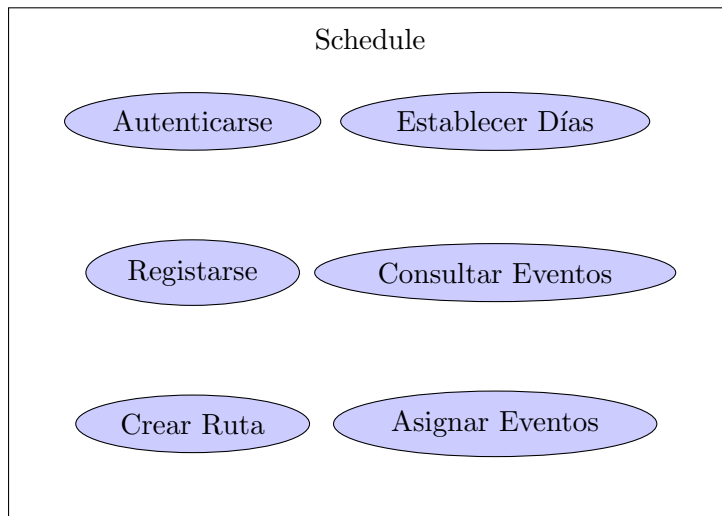 Schedule
Autenticarse
Establecer Días
Registarse
Consultar Eventos
Crear Ruta
Asignar Eventos